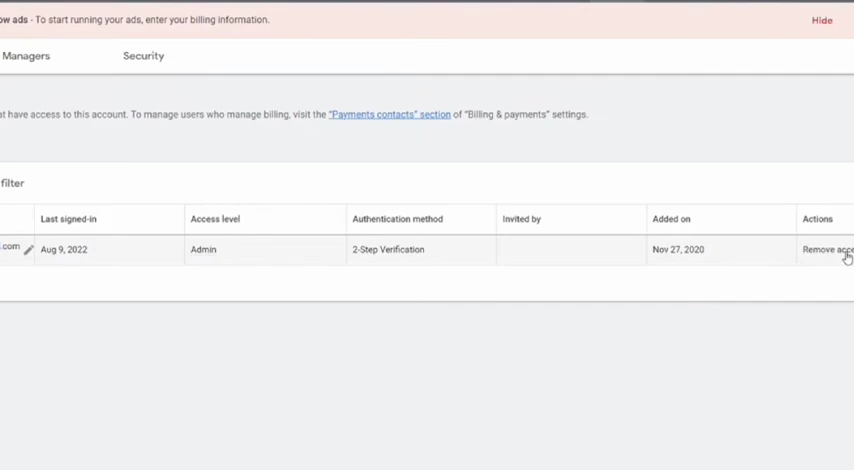 ow ads - To start running your ads, enter your billing information. Hide
Managers Security
at have access to this account. To manage users who manage billing, visit the "Payments contacts" section of "Billing & payments" settings.
filter
Last signed-in Access level Authentication method Invited by Added on Actions
.com Aug 9, 2022 Admin 2-Step Verification Nov 27, 2020 Remove acce